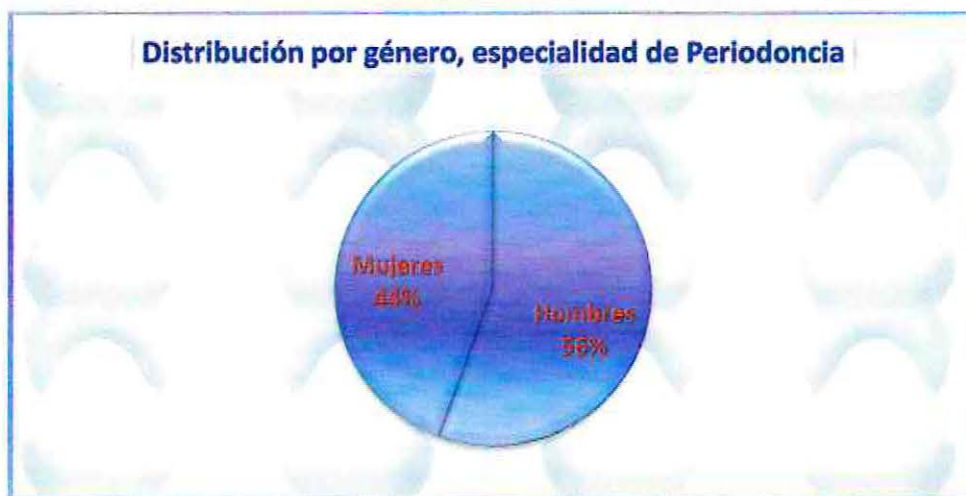 Distribución por género, especialidad de Periodoncia
Mujeres
44%
Hombres
56%